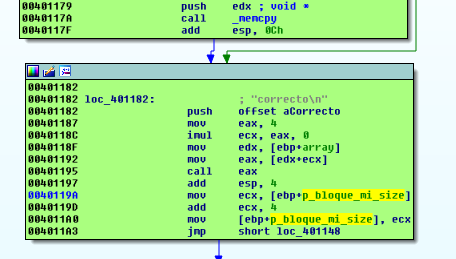 00401179 push edx ; void *
0040117A call _memcpy
0040117F add esp, 0Ch
00401182
00401182 loc_401182: ; "correcto\n"
00401182 push offset aCorrecto
00401187 mov eax, 4
0040118C imul ecx, eax, 0
0040118F mov edx, [ebp+array]
00401192 mov eax, [edx+ecx]
00401195 call eax
00401197 add esp, 4
0040119A mov ecx, [ebp+p_bloque_mi_size]
0040119D add ecx, 4
004011A0 mov [ebp+p_bloque_mi_size], ecx
004011A3 jmp short loc_401148